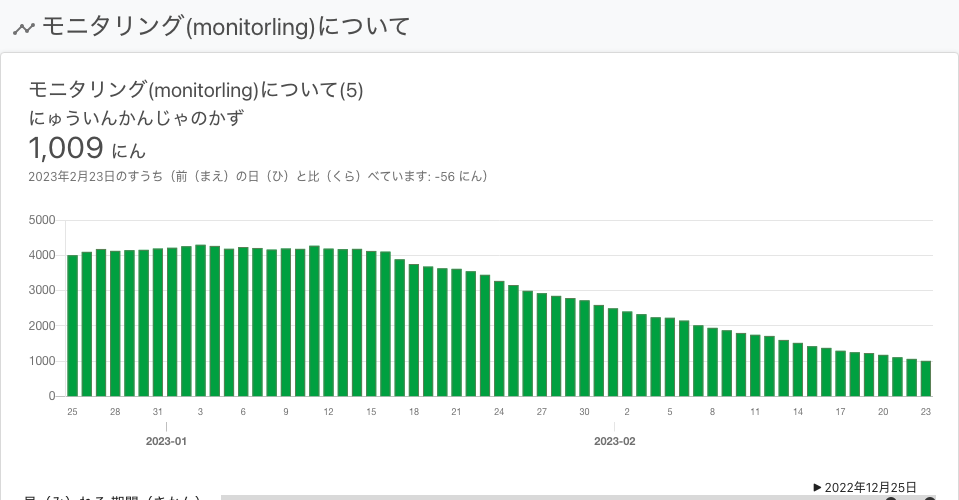 モニタリング(monitorling)について
モニタリング(monitorling)について(5)
にゅういんかんじゃのかず
1,009 にん
2023年2月23日のすうち（前（まえ）の日（ひ）と比（くら）べています: -56 にん）
5000
4000
3000
2000
1000
0
25 28 31 3 6 9 12 15 18 21 24 27 30 2 5 8 11 14 17 20 23
2023-01 2023-02
▶ 2022年12月25日